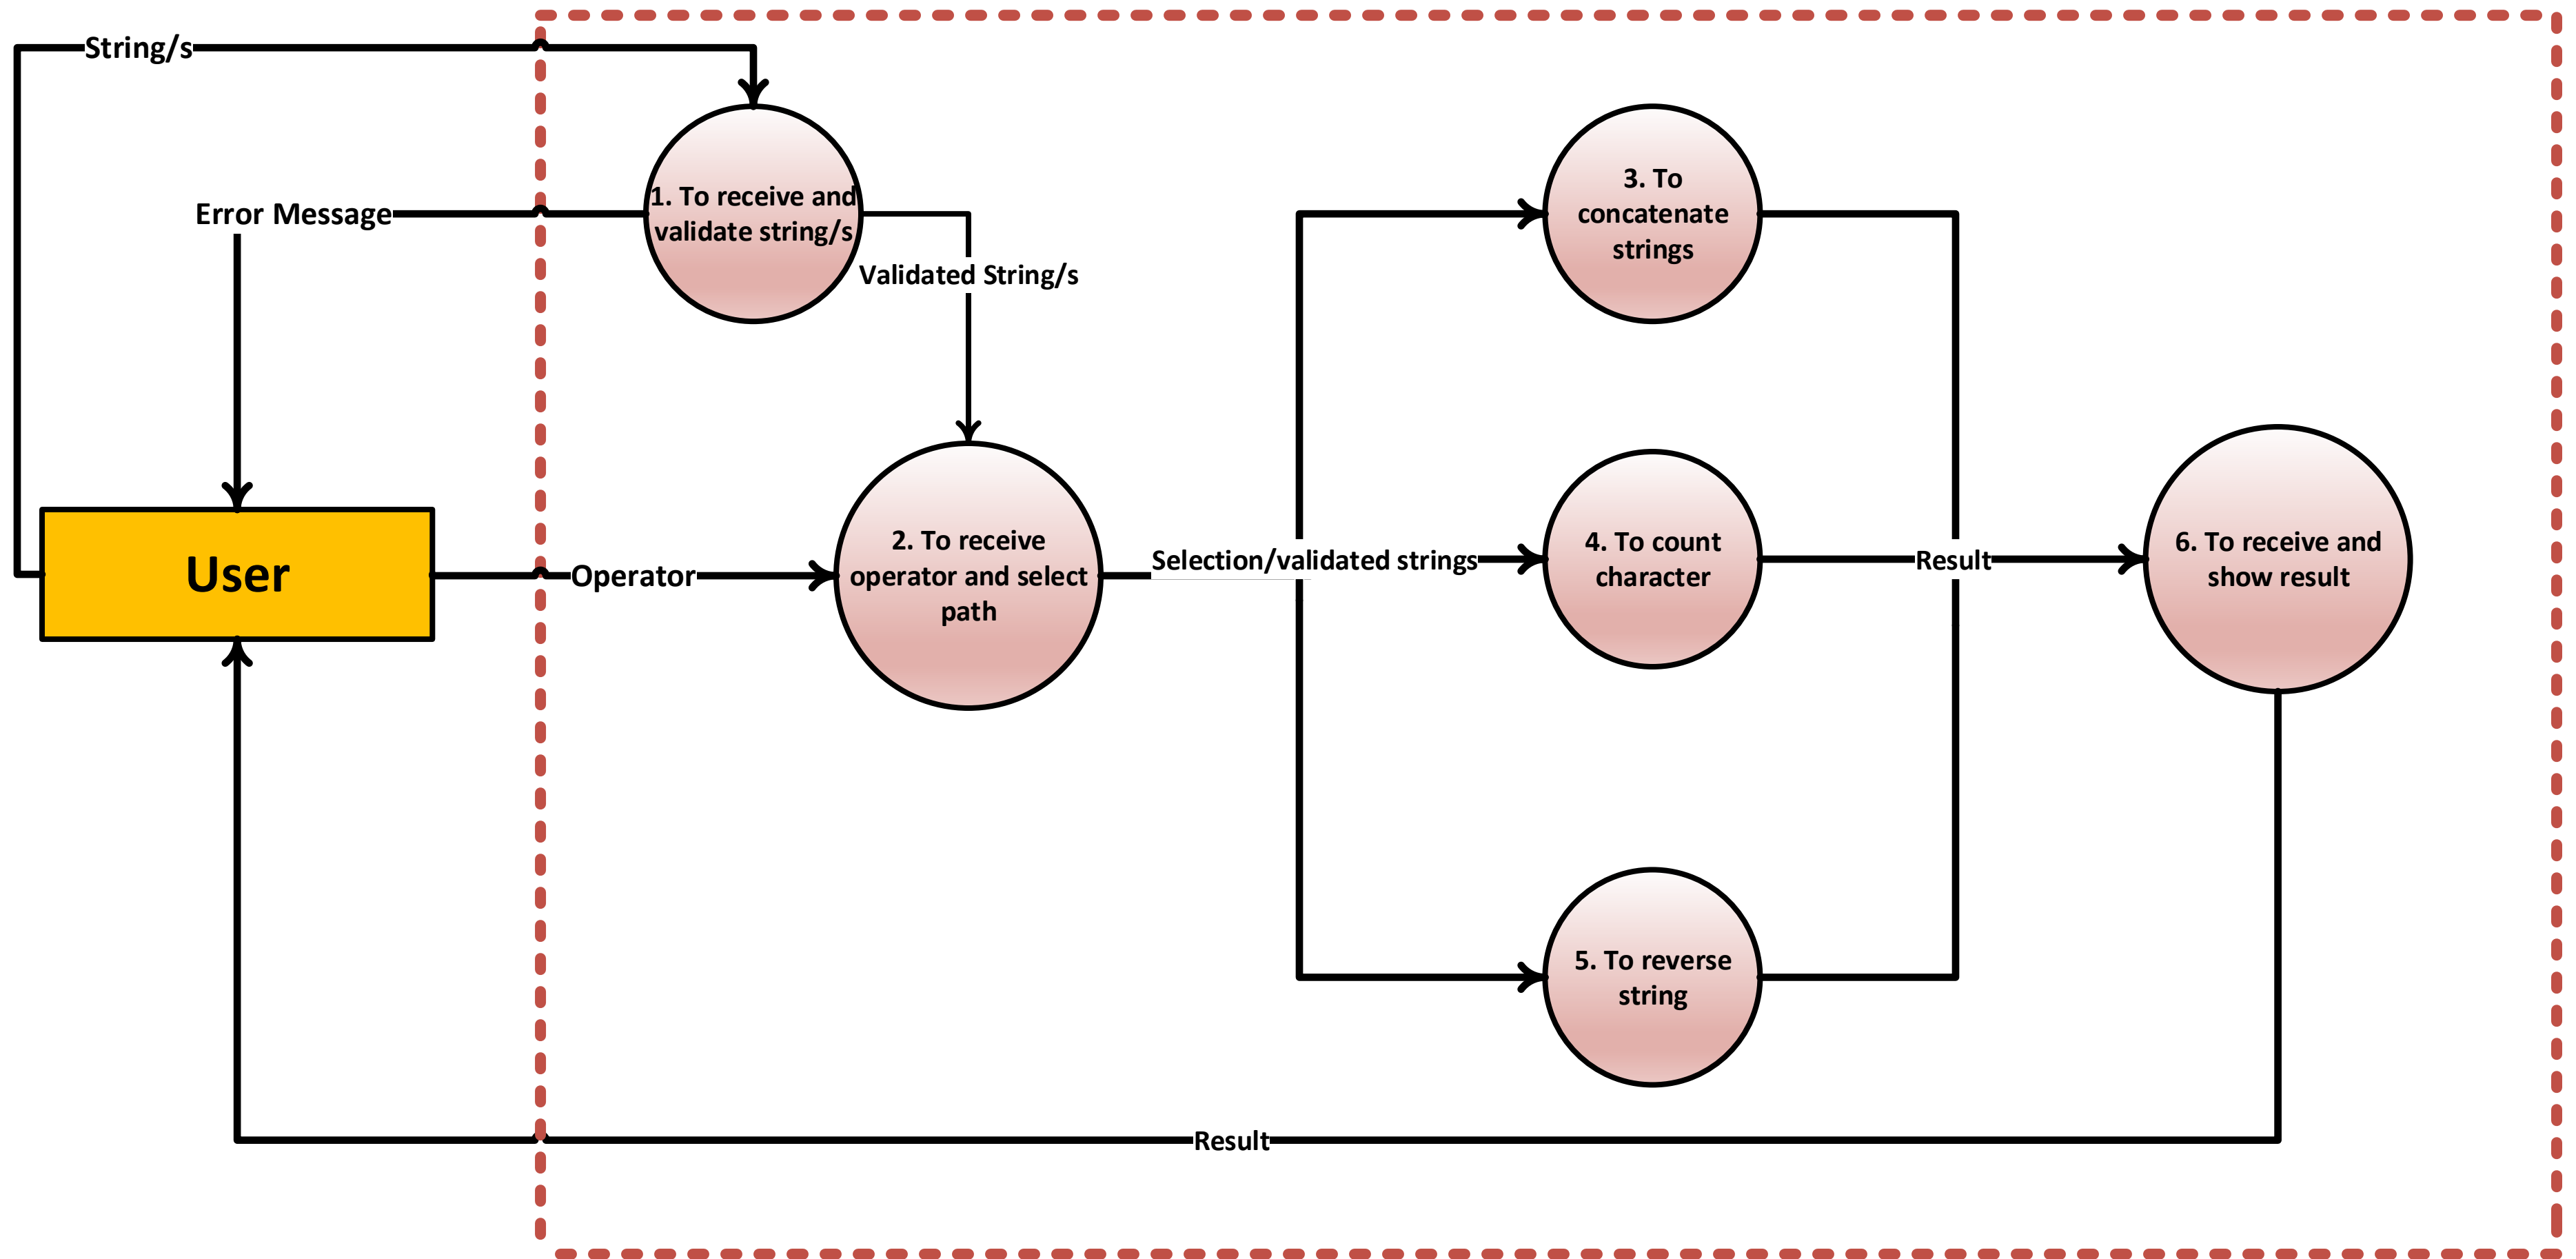 String/s
Error Message
1. To receive and
validate string/s
Validated String/s
User
Operator
2. To receive
operator and select
path
Selection/validated strings
3. To
concatenate
strings
4. To count
character
5. To reverse
string
Result
6. To receive and
show result
Result